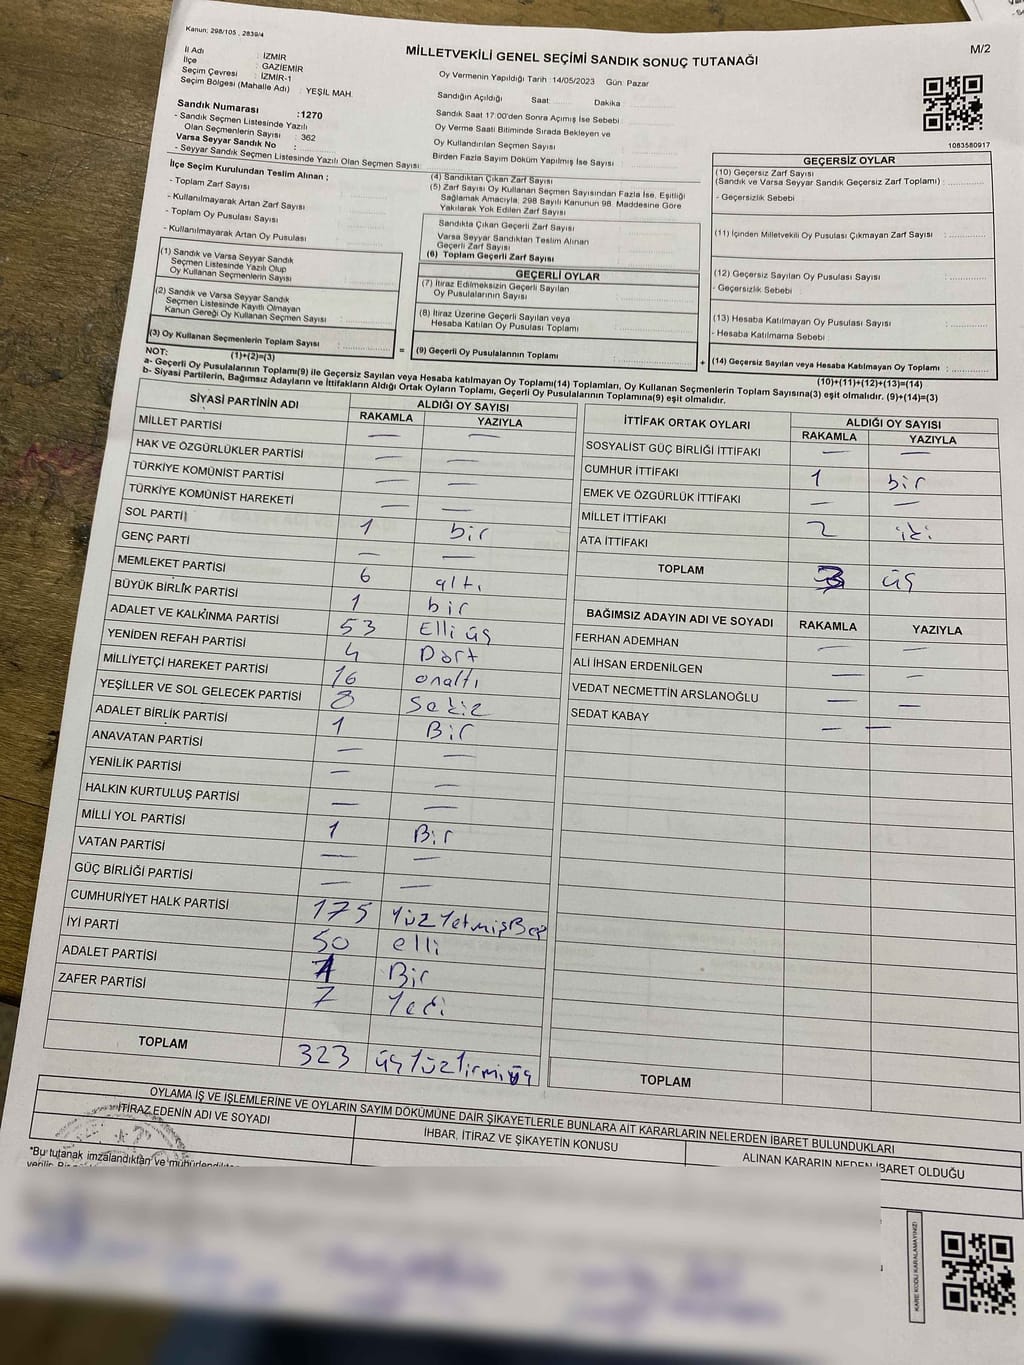 Kanun: 298/105 , 2839/4
M/2
MİLLETVEKİLİ GENEL SEÇİMİ SANDIK SONUÇ TUTANAĞI
İl Adı : İZMİR
İlçe : GAZİEMİR
Seçim Çevresi : İZMİR-1
Seçim Bölgesi (Mahalle Adı) : YEŞİL MAH.
Oy Vermenin Yapıldığı Tarih :14/05/2023 Gün: Pazar
Sandığın Açıldığı Saat ........ Dakika ........
Sandık Saat 17:00'den Sonra Açılmış İse Sebebi
Oy Verme Saati Bitiminde Sırada Bekleyen ve
Oy Kullandırılan Seçmen Sayısı
Birden Fazla Sayım Döküm Yapılmış İse Sayısı
Sandık Numarası :1270
- Sandık Seçmen Listesinde Yazılı
Olan Seçmenlerin Sayısı : 362
Varsa Seyyar Sandık No :
- Seyyar Sandık Seçmen Listesinde Yazılı Olan Seçmen Sayısı
1083580917
İlçe Seçim Kurulundan Teslim Alınan ;
- Toplam Zarf Sayısı
- Kullanılmayarak Artan Zarf Sayısı
- Toplam Oy Pusulası Sayısı
- Kullanılmayarak Artan Oy Pusulası
(1) Sandık ve Varsa Seyyar Sandık
Seçmen Listesinde Yazılı Olup
Oy Kullanan Seçmenlerin Sayısı
(2) Sandık ve Varsa Seyyar Sandık
Seçmen Listesinde Kayıtlı Olmayan
Kanun Gereği Oy Kullanan Seçmen Sayısı
(3) Oy Kullanan Seçmenlerin Toplam Sayısı
(1)+(2)=(3)
(4) Sandıktan Çıkan Zarf Sayısı
(5) Zarf Sayısı Oy Kullanan Seçmen Sayısından Fazla İse, Eşitliği
Sağlamak Amacıyla, 298 Sayılı Kanunun 98. Maddesine Göre
Yakılarak Yok Edilen Zarf Sayısı
Sandıkta Çıkan Geçerli Zarf Sayısı
Varsa Seyyar Sandıktan Teslim Alınan
Geçerli Zarf Sayısı
(6) Toplam Geçerli Zarf Sayısı
GEÇERLİ OYLAR
(7) İtiraz Edilmeksizin Geçerli Sayılan
Oy Pusulalarının Sayısı
(8) İtiraz Üzerine Geçerli Sayılan veya
Hesaba Katılan Oy Pusulası Toplamı
= (9) Geçerli Oy Pusulalarının Toplamı
GEÇERSİZ OYLAR
(10) Geçersiz Zarf Sayısı
(Sandık ve Varsa Seyyar Sandık Geçersiz Zarf Toplamı) :
- Geçersizlik Sebebi :
(11) İçinden Milletvekili Oy Pusulası Çıkmayan Zarf Sayısı :
(12) Geçersiz Sayılan Oy Pusulası Sayısı
- Geçersizlik Sebebi :
(13) Hesaba Katılmayan Oy Pusulası Sayısı
- Hesaba Katılmama Sebebi
+ (14) Geçersiz Sayılan veya Hesaba Katılmayan Oy Toplamı :
(10)+(11)+(12)+(13)=(14)
NOT:
a- Geçerli Oy Pusulalarının Toplamı(9) ile Geçersiz Sayılan veya Hesaba katılmayan Oy Toplamı(14) Toplamları, Oy Kullanan Seçmenlerin Toplam Sayısına(3) eşit olmalıdır. (9)+(14)=(3)
b- Siyasi Partilerin, Bağımsız Adayların ve İttifakların Aldığı Ortak Oyların Toplamı, Geçerli Oy Pusulalarının Toplamına(9) eşit olmalıdır.
SİYASİ PARTİNİN ADI ALDIĞI OY SAYISI
RAKAMLA YAZIYLA
MİLLET PARTİSI — —
HAK VE ÖZGÜRLÜKLER PARTİSİ — —
TÜRKİYE KOMÜNİST PARTİSİ — —
TÜRKİYE KOMÜNİST HAREKETİ — —
SOL PARTİ 1 bir
GENÇ PARTİ — —
MEMLEKET PARTİSİ 6 altı
BÜYÜK BİRLİK PARTİSİ 1 bir
ADALET VE KALKINMA PARTİSİ 53 Elli üç
YENİDEN REFAH PARTİSİ 4 Dört
MİLLİYETÇİ HAREKET PARTİSİ 16 onaltı
YEŞİLLER VE SOL GELECEK PARTİSİ 8 Sekiz
ADALET BİRLİK PARTİSİ 1 Bir
ANAVATAN PARTİSİ — —
YENİLİK PARTİSİ — —
HALKIN KURTULUŞ PARTİSİ — —
MİLLİ YOL PARTİSİ 1 Bir
VATAN PARTİSİ — —
GÜÇ BİRLİĞİ PARTİSİ — —
CUMHURİYET HALK PARTİSİ 175 YüzYetmişBeş
İYİ PARTİ 50 elli
ADALET PARTİSİ 1 Bir
ZAFER PARTİSİ 7 Yedi
TOPLAM 323 üçYüzYirmiüç
İTTİFAK ORTAK OYLARI ALDIĞI OY SAYISI
RAKAMLA YAZIYLA
SOSYALİST GÜÇ BİRLİĞİ İTTİFAKI — —
CUMHUR İTTİFAKI 1 bir
EMEK VE ÖZGÜRLÜK İTTİFAKI — —
MİLLET İTTİFAKI 2 iki
ATA İTTİFAKI
TOPLAM 3 üç
BAĞIMSIZ ADAYIN ADI VE SOYADI RAKAMLA YAZIYLA
FERHAN ADEMHAN — —
ALİ İHSAN ERDENİLGEN — —
VEDAT NECMETTİN ARSLANOĞLU — —
SEDAT KABAY — —
TOPLAM
OYLAMA İŞ VE İŞLEMLERİNE VE OYLARIN SAYIM DÖKÜMÜNE DAİR ŞİKAYETLERLE BUNLARA AİT KARARLARIN NELERDEN İBARET BULUNDUKLARI
İTİRAZ EDENİN ADI VE SOYADI
İHBAR, İTİRAZ VE ŞİKAYETİN KONUSU
ALINAN KARARIN NEDEN İBARET OLDUĞU
"Bu tutanak imzalandıktan ve mühürlendikten
KARE KODU KARALAMAYINIZ!